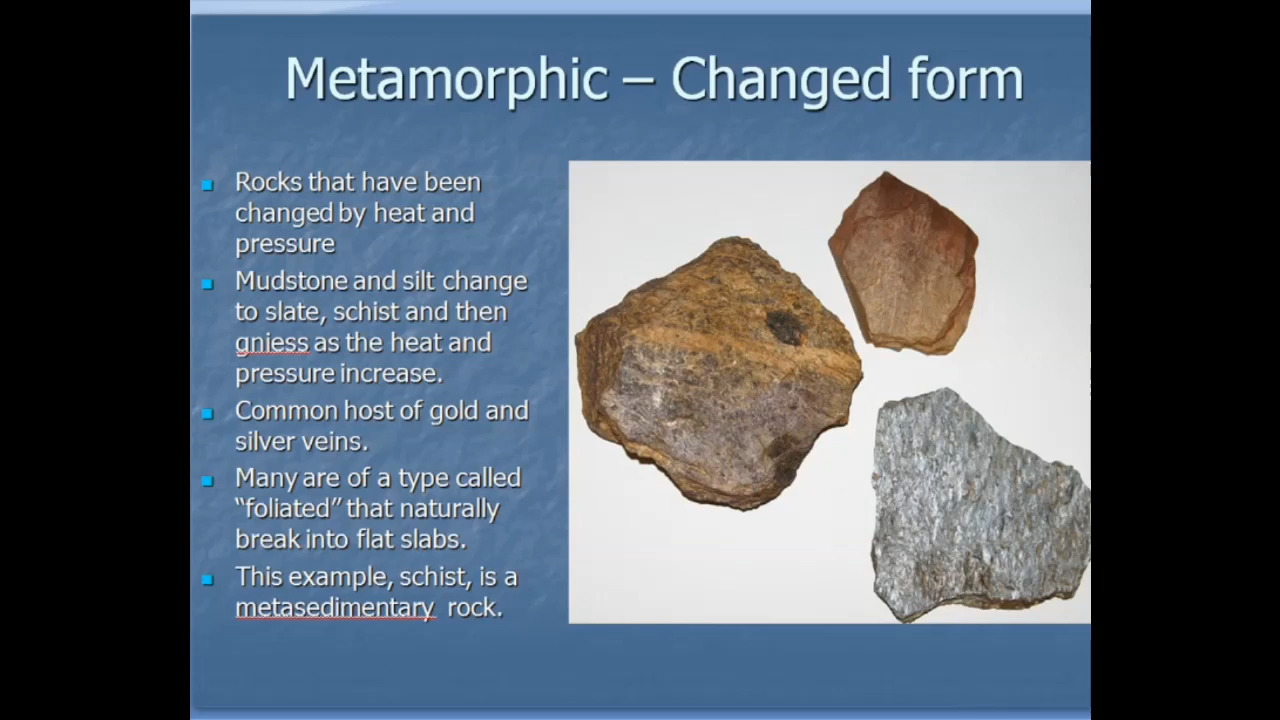 Metamorphic – Changed form
Rocks that have been
changed by heat and
pressure
Mudstone and silt change
to slate, schist and then
gniess as the heat and
pressure increase.
Common host of gold and
silver veins.
Many are of a type called
“foliated” that naturally
break into flat slabs.
This example, schist, is a
metasedimentary rock.